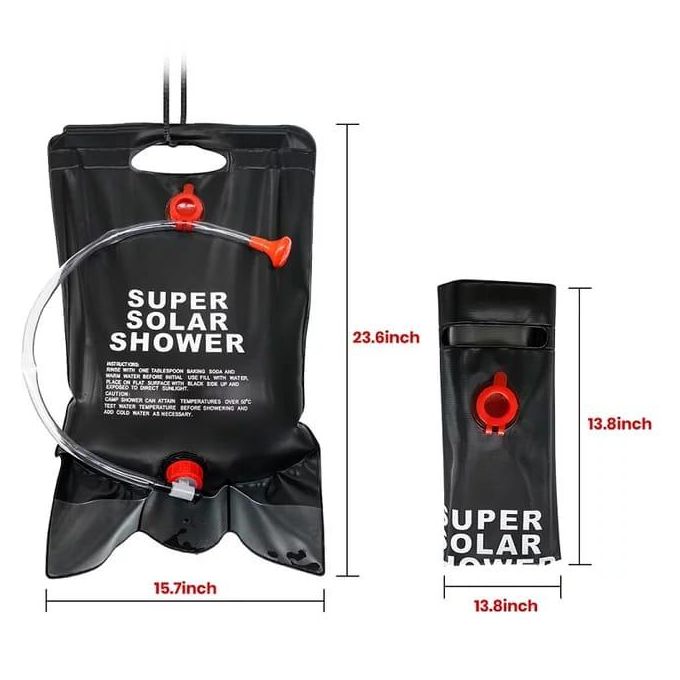 SUPER
SOLAR
SHOWER
INSTRUCTIONS:
RINSE WITH ONE TABLESPOON BAKING SODA AND
WARM WATER BEFORE INITIAL USE FILL WITH WATER,
PLACE ON FLAT SURFACE WITH BLACK SIDE UP AND
EXPOSED TO DIRECT SUNLIGHT.
CAUTION:
CAMP SHOWER CAN ATTAIN TEMPERATURES OVER 50°C
TEST WATER TEMPERATURE BEFORE SHOWERING AND
ADD COLD WATER AS NECESSARY.
23.6inch
15.7inch
UPER
OLAR
HOWER
13.8inch
13.8inch